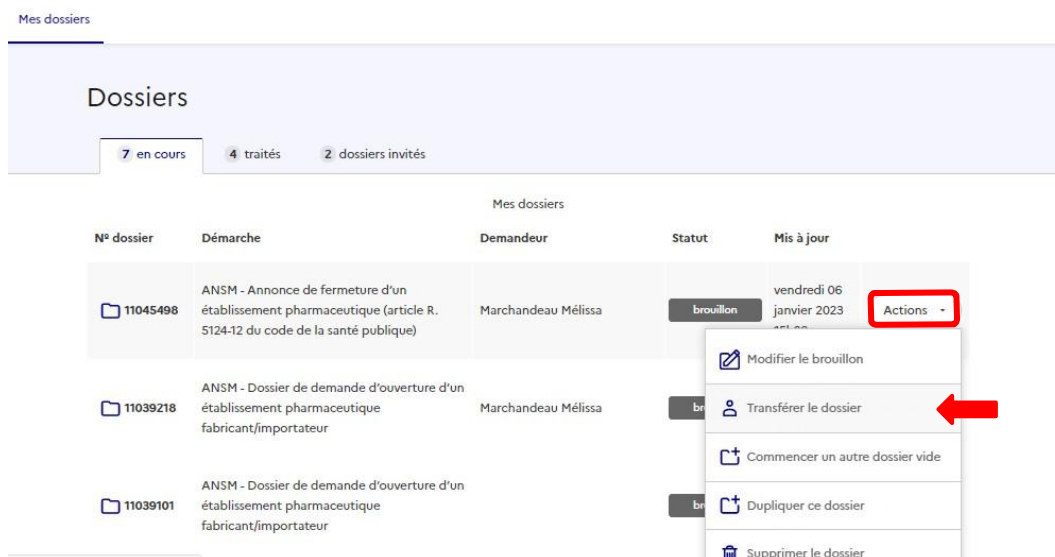 Mes dossiers
Dossiers
7 en cours
4 traités
2 dossiers invités
Mes dossiers
Nº dossier Démarche Demandeur Statut Mis à jour
ANSM - Annonce de fermeture d'un
établissement pharmaceutique (article R.
5124-12 du code de la santé publique)
11045498
Marchandeau Mélissa
brouillon
vendredi 06
janvier 2023
Actions
Modifier le brouillon
Transférer le dossier
Commencer un autre dossier vide
Dupliquer ce dossier
Supprimer le dossier
ANSM - Dossier de demande d'ouverture d'un
établissement pharmaceutique
fabricant/importateur
11039218
Marchandeau Mélissa
ANSM - Dossier de demande d'ouverture d'un
établissement pharmaceutique
fabricant/importateur
11039101